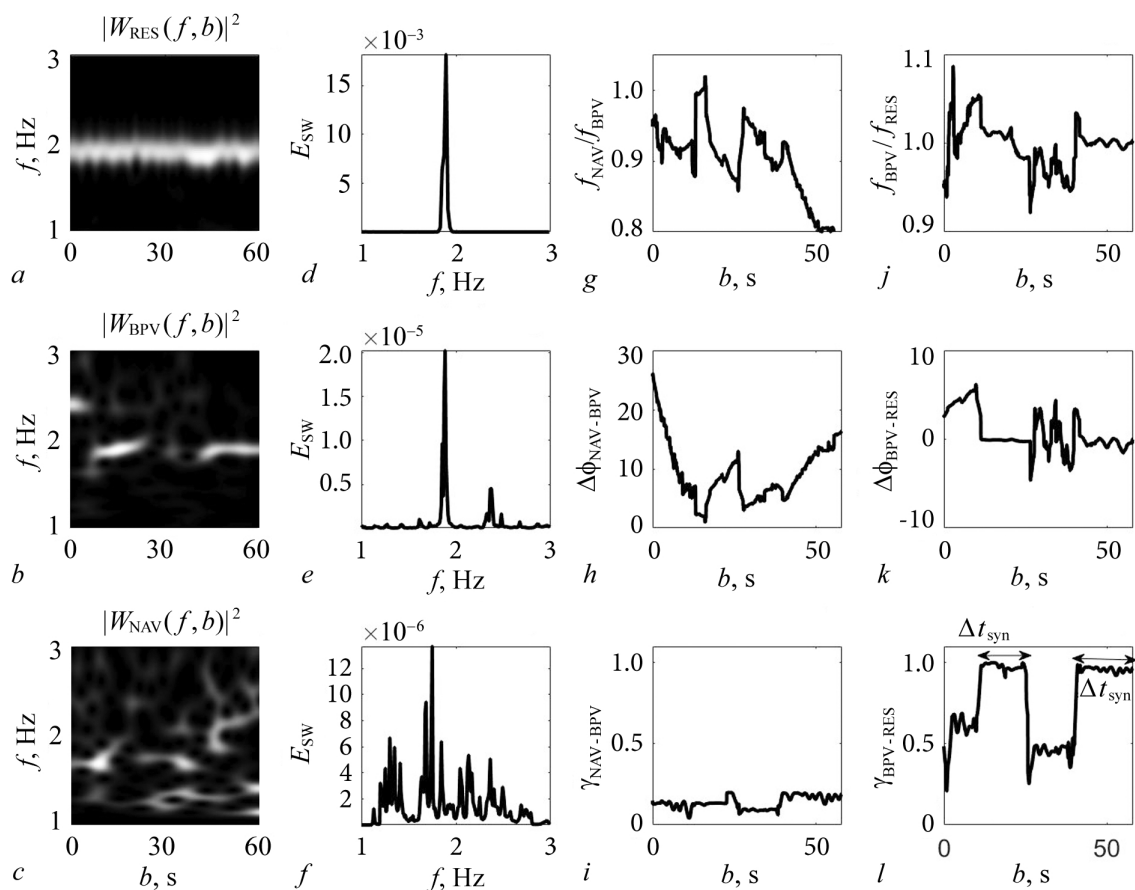 |W_RES(f,b)|²
3
2
1
f, Hz
0 30 60
a
×10⁻³
15
10
5
E_SW
1 2 3
f, Hz
d
1.0
0.9
0.8
f_NAV/f_BPV
0 50
b, s
g
1.1
1.0
0.9
f_BPV/f_RES
0 50
b, s
j
|W_BPV(f,b)|²
3
2
1
f, Hz
0 30 60
b
×10⁻⁵
2.0
1.5
1.0
0.5
E_SW
1 2 3
f, Hz
e
30
20
10
0
Δϕ_NAV-BPV
0 50
b, s
h
10
0
-10
Δϕ_BPV-RES
0 50
b, s
k
|W_NAV(f,b)|²
3
2
1
f, Hz
0 30 60
b, s
c
×10⁻⁶
12
10
8
6
4
2
E_SW
1 2 3
f, Hz
f
1.0
0.5
0
γ_NAV-BPV
0 50
b, s
i
Δt_syn
Δt_syn
1.0
0.5
0
γ_BPV-RES
0 50
b, s
l